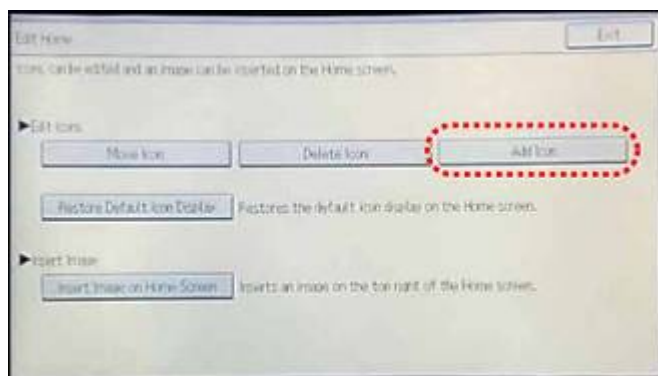 Edit Home
Exit
Icons can be edited and an image can be inserted on the Home screen.
►Edit Icons
Move Icon
Delete Icon
Add Icon
Restore Default Icon Display
Restores the default icon display on the Home screen.
►Insert Image
Insert Image on Home Screen
Inserts an image on the top right of the Home screen.